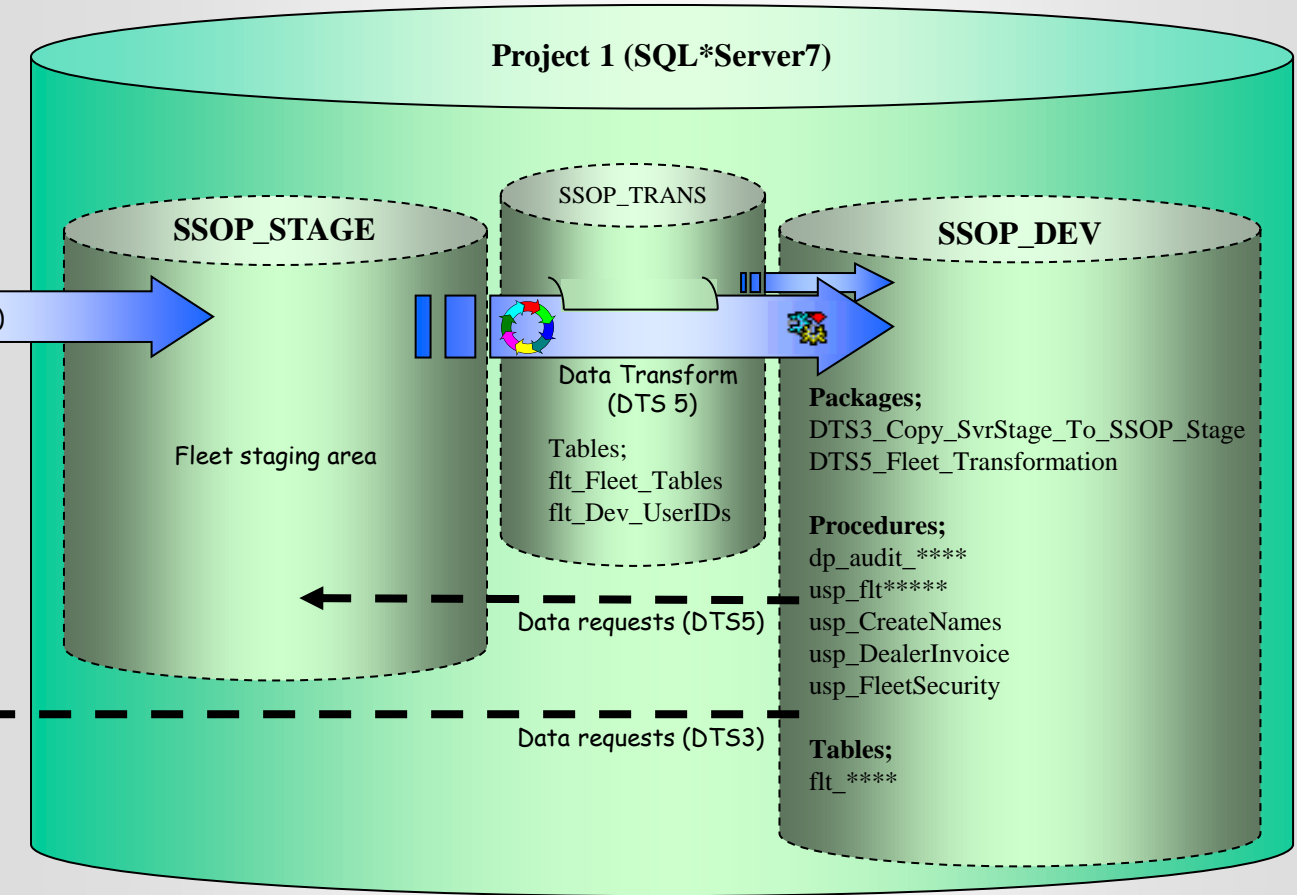 Project 1 (SQL*Server7)
SSOP_STAGE
SSOP_TRANS
SSOP_DEV
)
Data Transform
(DTS 5)
Fleet staging area
Tables;
flt_Fleet_Tables
flt_Dev_UserIDs
Packages;
DTS3_Copy_SvrStage_To_SSOP_Stage
DTS5_Fleet_Transformation
Procedures;
dp_audit_****
usp_flt*****
usp_CreateNames
usp_DealerInvoice
usp_FleetSecurity
Tables;
flt_****
Data requests (DTS5)
Data requests (DTS3)